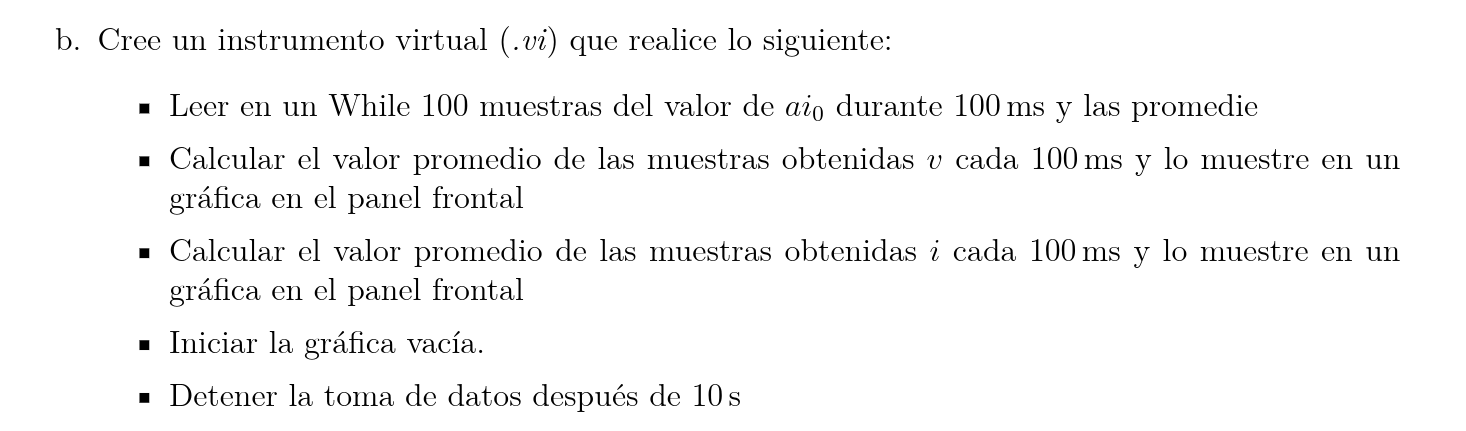 b. Cree un instrumento virtual (.vi) que realice lo siguiente:
▪ Leer en un While 100 muestras del valor de ai₀ durante 100 ms y las promedie
▪ Calcular el valor promedio de las muestras obtenidas v cada 100 ms y lo muestre en un
gráfica en el panel frontal
▪ Calcular el valor promedio de las muestras obtenidas i cada 100 ms y lo muestre en un
gráfica en el panel frontal
▪ Iniciar la gráfica vacía.
▪ Detener la toma de datos después de 10 s